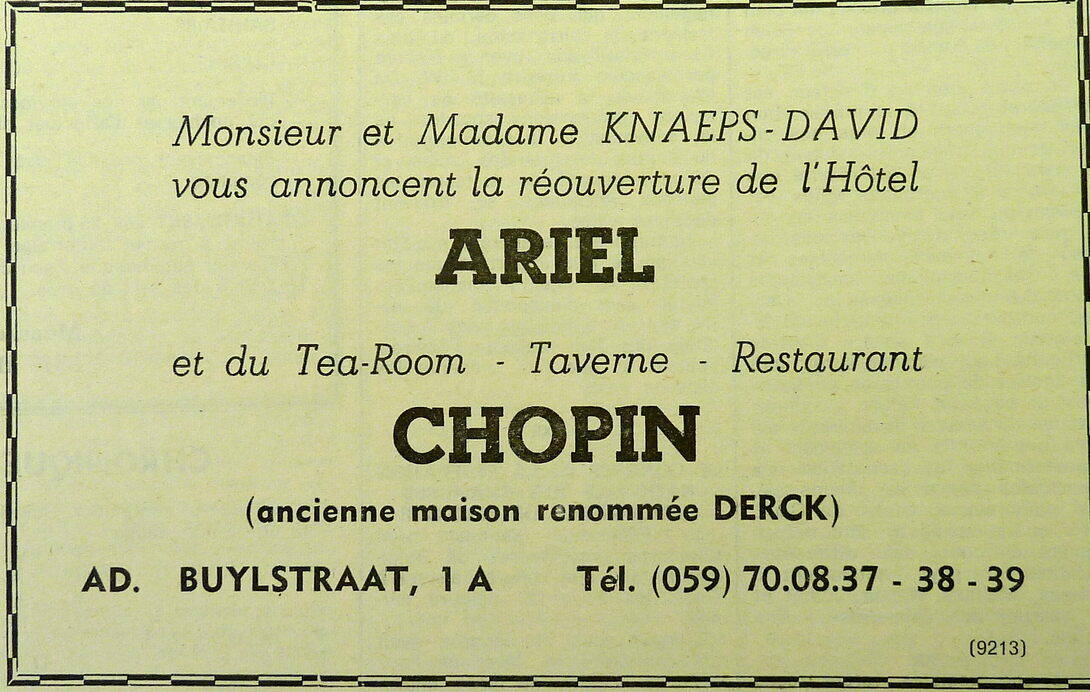 Monsieur et Madame KNAEPS-DAVID
vous annoncent la réouverture de l'Hôtel
ARIEL
et du Tea-Room - Taverne - Restaurant
CHOPIN
(ancienne maison renommée DERCK)
AD. BUYLSTRAAT, 1 A Tél. (059) 70.08.37 - 38 - 39
(9213)